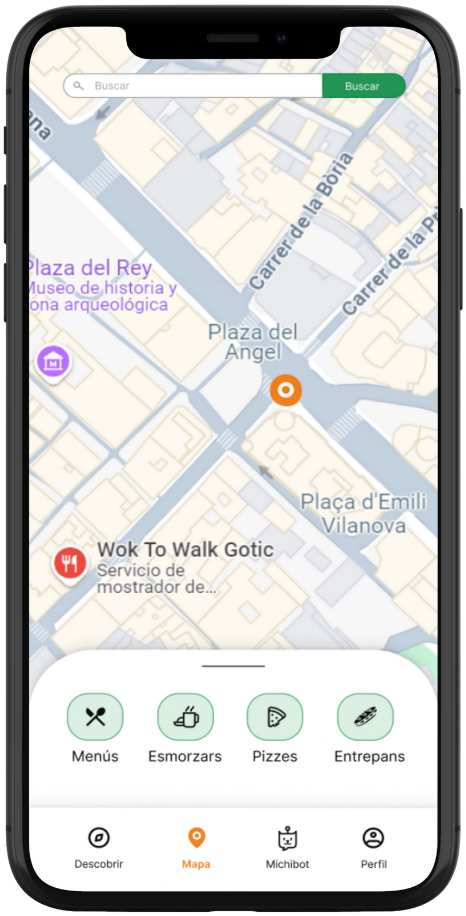 Buscar
Buscar
ana
Carrer de la Bòria
Carrer de la Pr
Plaza del Rey
Museo de historia y
ona arqueológica
Plaza del
Angel
Plaça d'Emili
Vilanova
Wok To Walk Gotic
Servicio de
mostrador de...
Menús
Esmorzars
Pizzes
Entrepans
Descobrir
Mapa
Michibot
Perfil